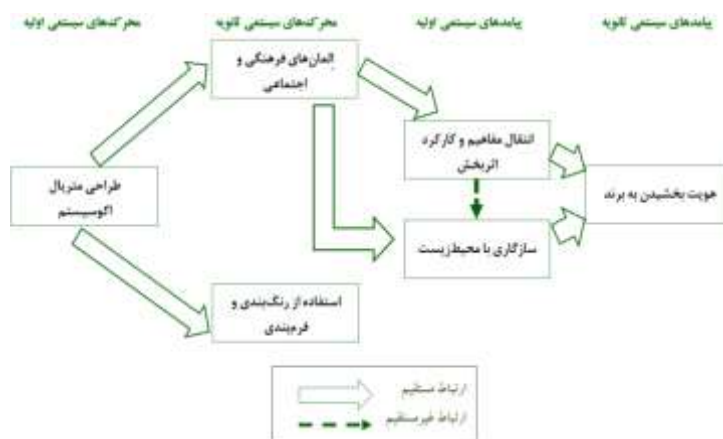 محرک‌های سیستمی اولیه
محرک‌های سیستمی ثانویه
پیامدهای سیستمی اولیه
پیامدهای سیستمی ثانویه
المان‌های فرهنگی و
اجتماعی
انتقال مفاهیم و کارکرد
اثربخش
طراحی متریال
اکوسیستم
هویت بخشیدن به برند
سازگاری با محیط‌زیست
استفاده از رنگ‌بندی و
فرم‌بندی
ارتباط مستقیم
ارتباط غیرمستقیم